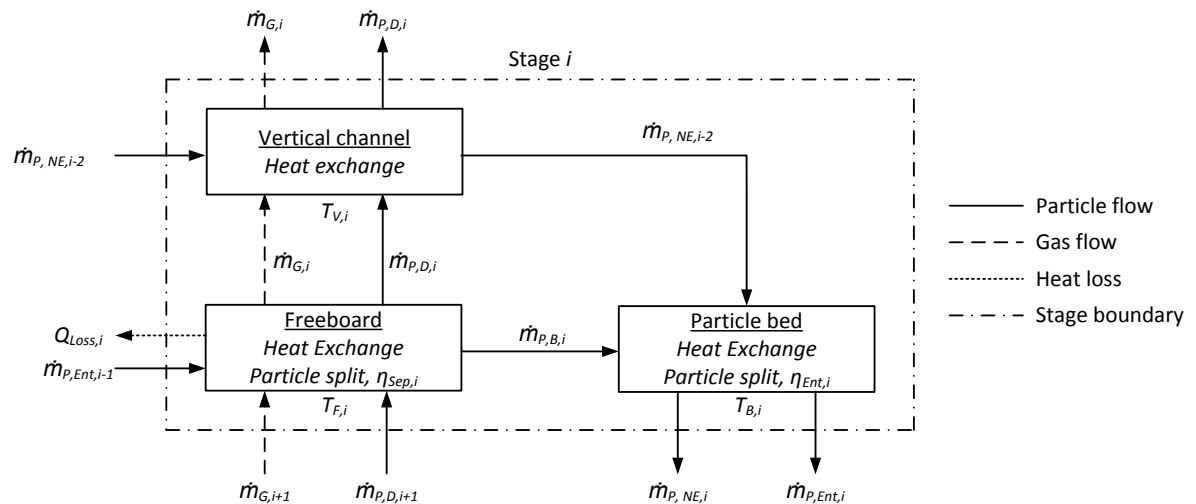 ṁG,i
ṁP,D,i
Stage i
Vertical channel
Heat exchange
ṁP, NE,i-2
ṁP, NE,i-2
TV,i
ṁG,i
ṁP,D,i
Freeboard
Heat Exchange
Particle split, ηSep,i
TF,i
QLoss,i
ṁP,Ent,i-1
ṁP,B,i
Particle bed
Heat Exchange
Particle split, ηEnt,i
TB,i
ṁG,i+1
ṁP,D,i+1
ṁP, NE,i
ṁP,Ent,i
Particle flow
Gas flow
Heat loss
Stage boundary